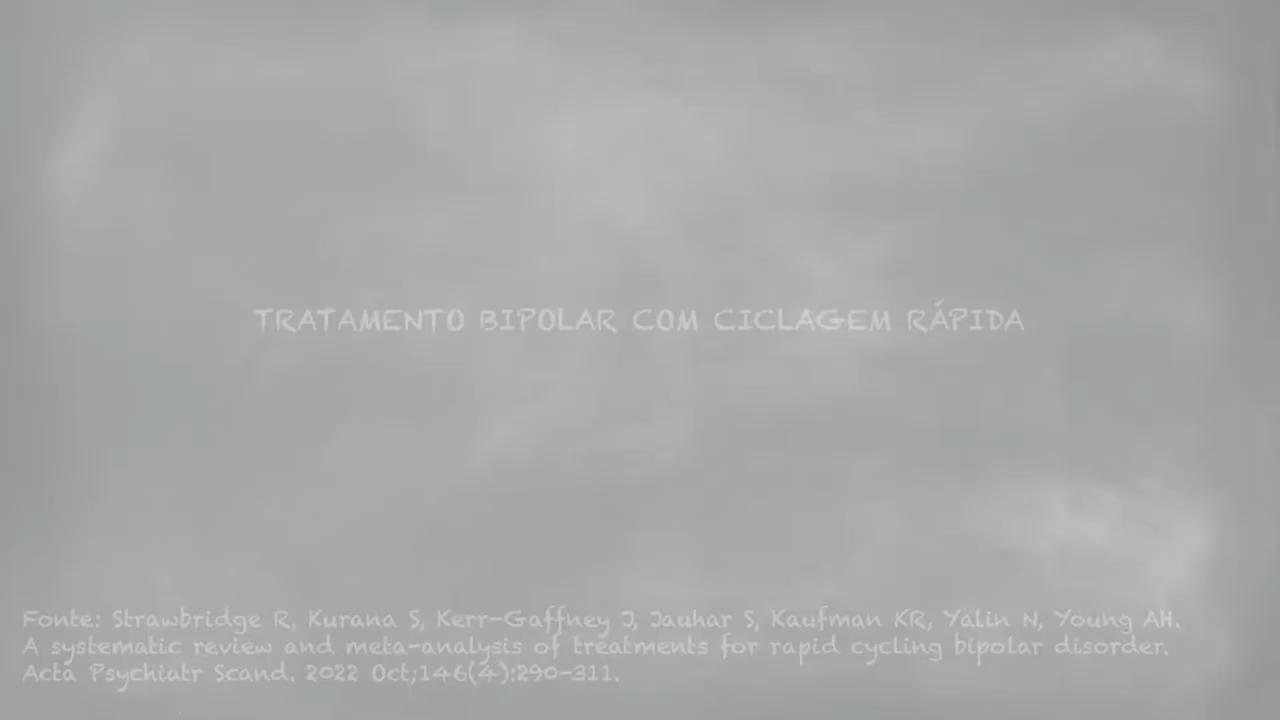 TRATAMENTO BIPOLAR COM CICLAGEM RÁPIDA
Fonte: Strawbridge R, Kurana S, Kerr-Gaffney J, Jauhar S, Kaufman KR, Yalin N, Young AH.
A systematic review and meta-analysis of treatments for rapid cycling bipolar disorder.
Acta Psychiatr Scand. 2022 Oct;146(4):290-311.